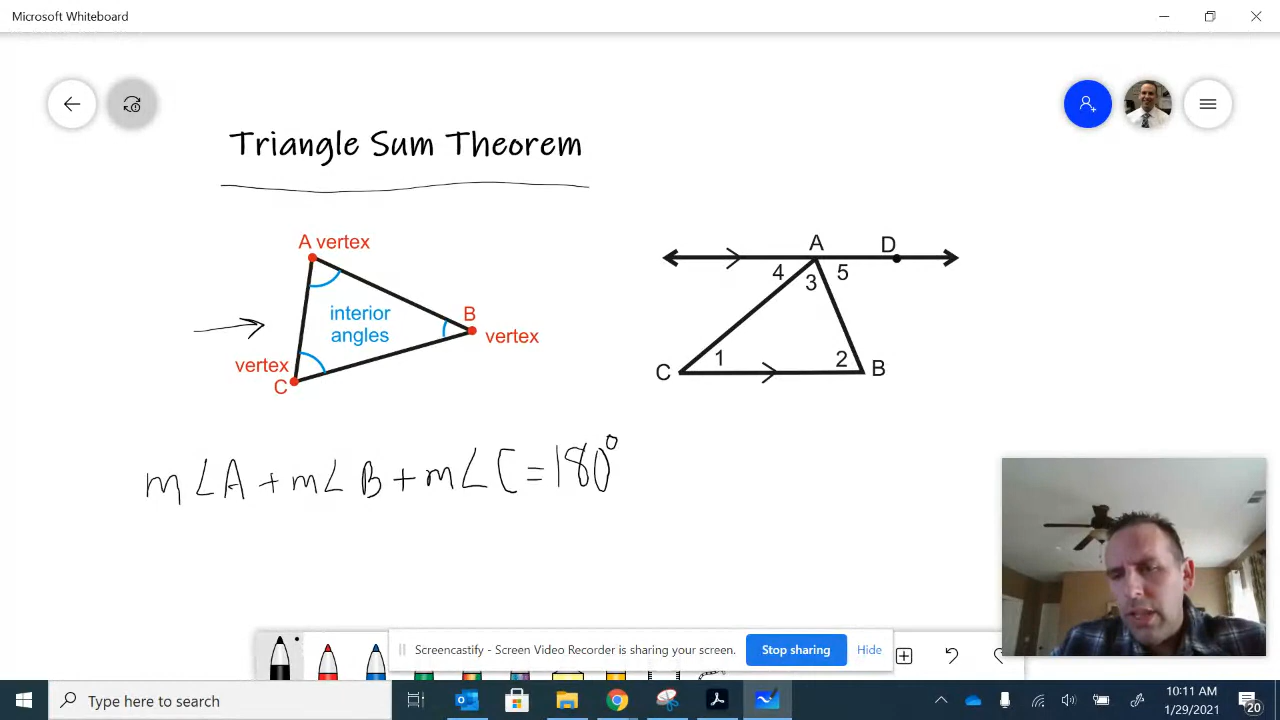 Microsoft Whiteboard
Triangle Sum Theorem
A vertex
B
interior
angles
vertex
vertex
C
A
D
4
3
5
C
1
2
B
m∠A + m∠B + m∠C = 180°
Screencastify - Screen Video Recorder is sharing your screen.
Stop sharing
Hide
Type here to search
10:11 AM
1/29/2021
20